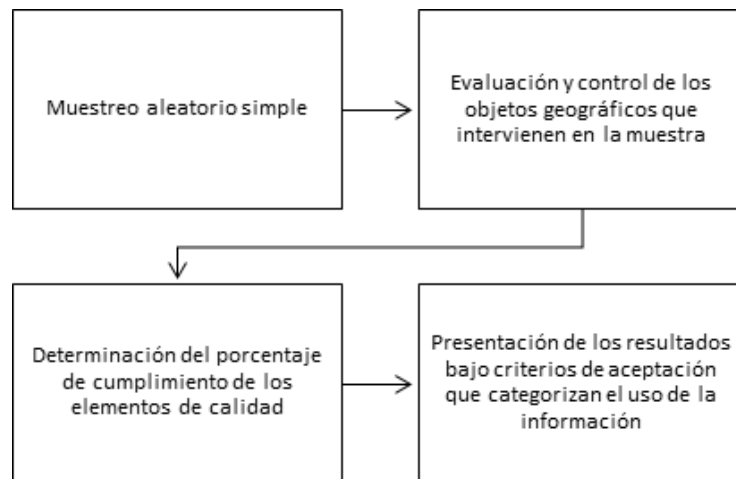 Muestreo aleatorio simple
Evaluación y control de los
objetos geográficos que
intervienen en la muestra
Determinación del porcentaje
de cumplimiento de los
elementos de calidad
Presentación de los resultados
bajo criterios de aceptación
que categorizan el uso de la
información